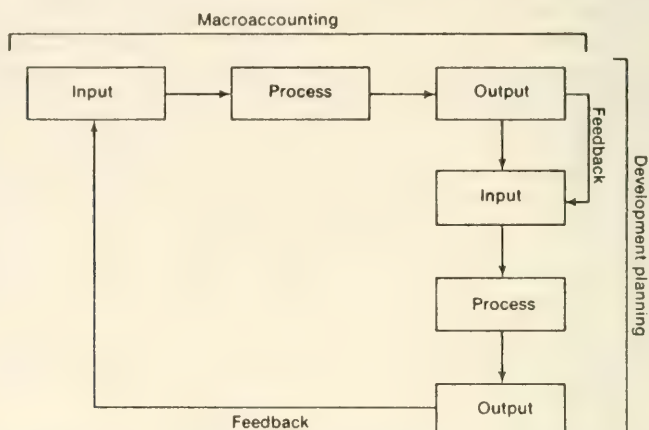 Macroaccounting
Input
Process
Output
Feedback
Input
Development planning
Process
Output
Feedback